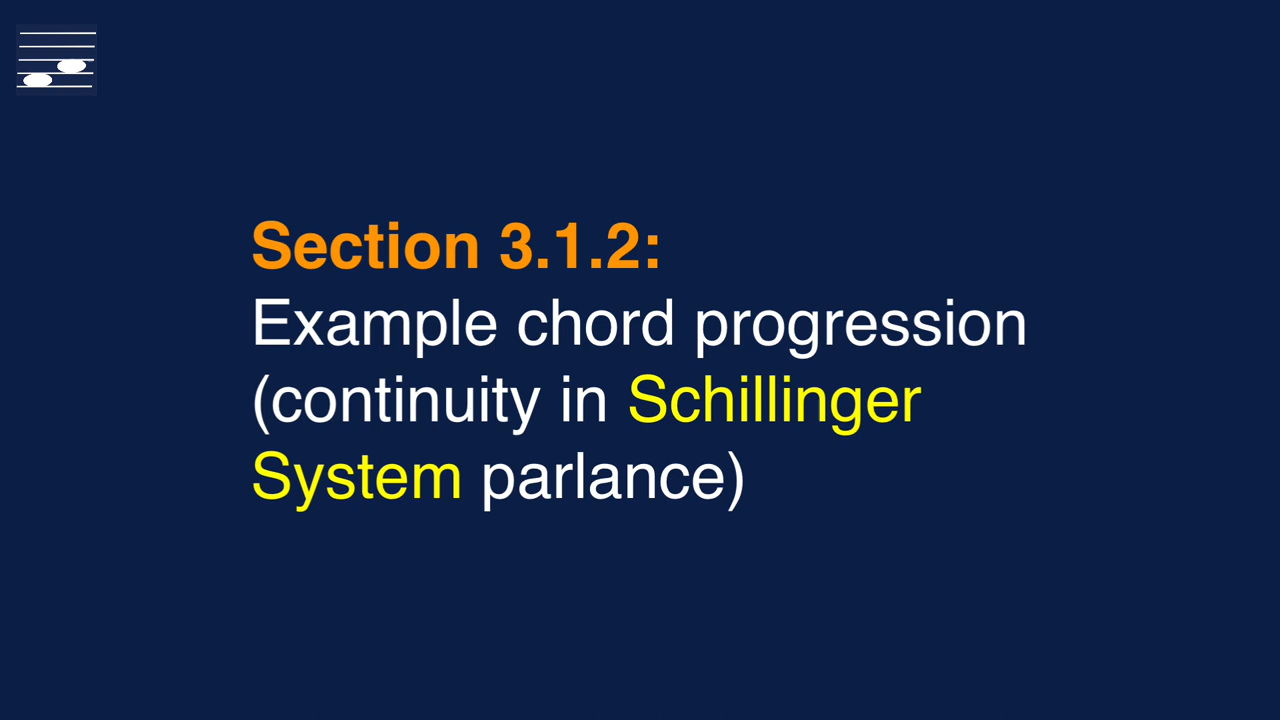 Section 3.1.2:
Example chord progression
(continuity in Schillinger
System parlance)